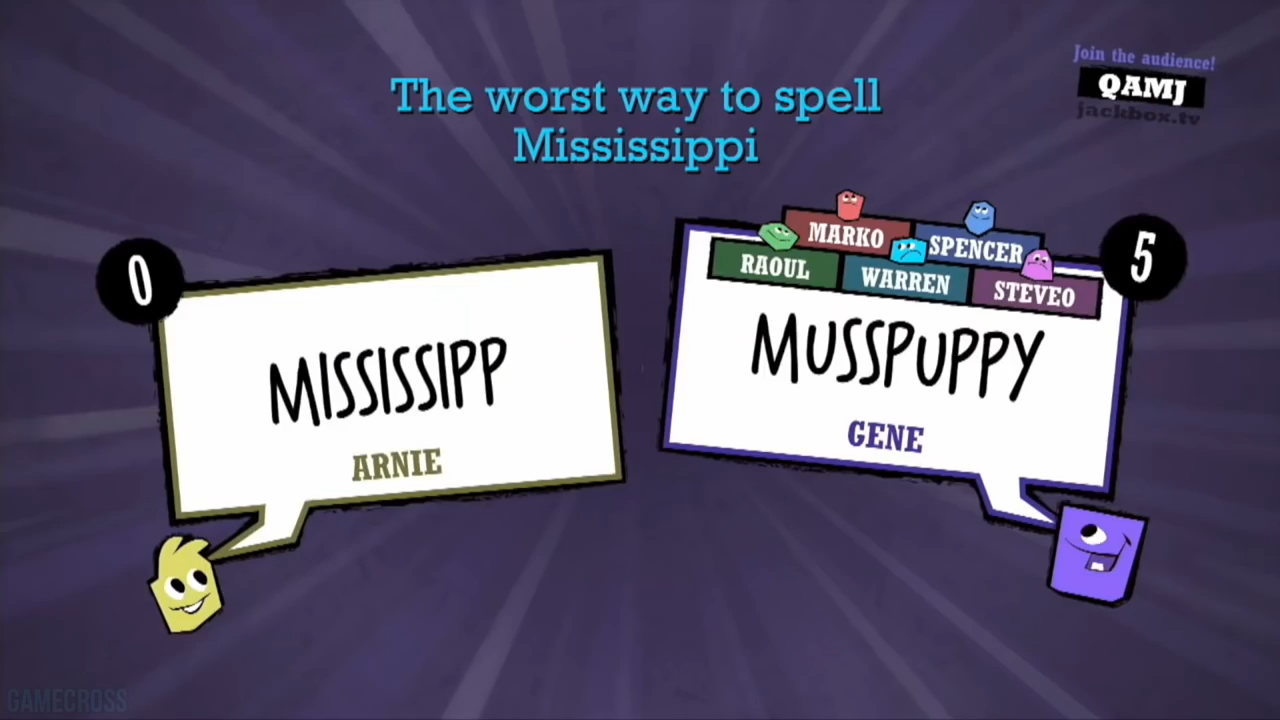 The worst way to spell
Mississippi
Join the audience!
QAMJ
jackbox.tv
0
MISSISSIPP
ARNIE
MARKO SPENCER
RAOUL WARREN STEVEO
5
MUSSPUPPY
GENE
GAMECROSS